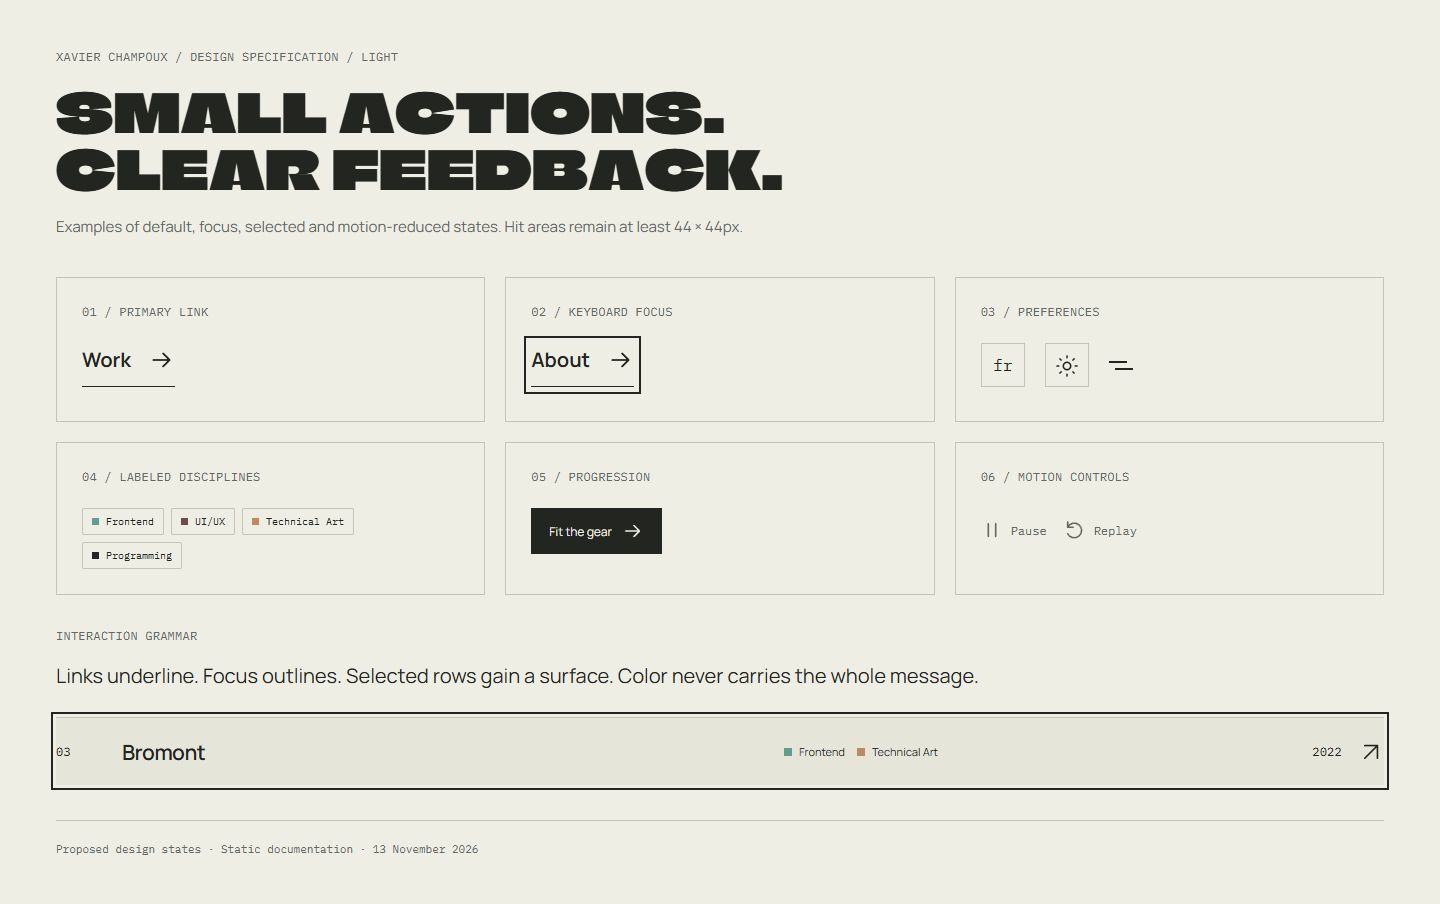 XAVIER CHAMPOUX / DESIGN SPECIFICATION / LIGHT
SMALL ACTIONS.
CLEAR FEEDBACK.
Examples of default, focus, selected and motion-reduced states. Hit areas remain at least 44 × 44px.
01 / PRIMARY LINK
Work
02 / KEYBOARD FOCUS
About
03 / PREFERENCES
fr
04 / LABELED DISCIPLINES
Frontend UI/UX Technical Art
Programming
05 / PROGRESSION
Fit the gear
06 / MOTION CONTROLS
Pause Replay
INTERACTION GRAMMAR
Links underline. Focus outlines. Selected rows gain a surface. Color never carries the whole message.
03 Bromont Frontend Technical Art 2022
Proposed design states · Static documentation · 13 November 2026